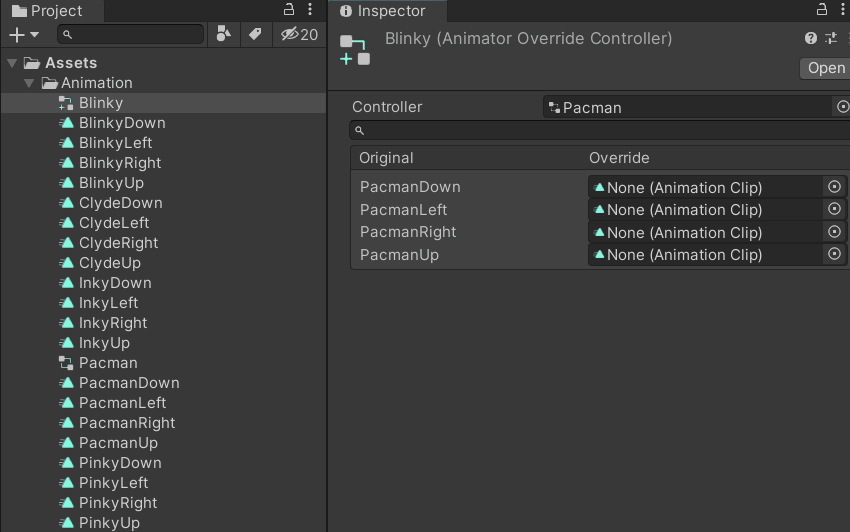 Project
20
Assets
Animation
Blinky
BlinkyDown
BlinkyLeft
BlinkyRight
BlinkyUp
ClydeDown
ClydeLeft
ClydeRight
ClydeUp
InkyDown
InkyLeft
InkyRight
InkyUp
Pacman
PacmanDown
PacmanLeft
PacmanRight
PacmanUp
PinkyDown
PinkyLeft
PinkyRight
PinkyUp
Inspector
Blinky (Animator Override Controller)
Open
Controller Pacman
Original Override
PacmanDown None (Animation Clip)
PacmanLeft None (Animation Clip)
PacmanRight None (Animation Clip)
PacmanUp None (Animation Clip)